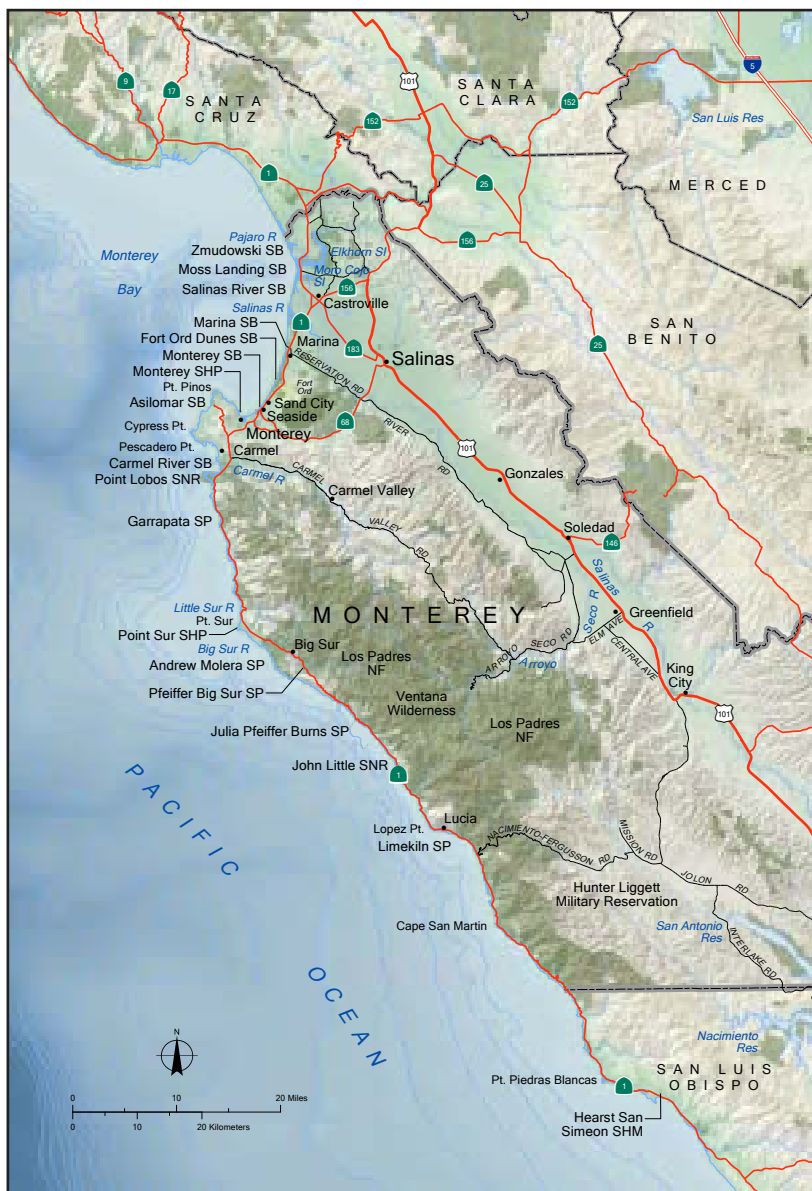 5
101
9
17
SANTA
CRUZ
SANTA
CLARA
152
152
San Luis Res
1
25
MERCED
Pajaro R
156
Monterey
Bay
Zmudowski SB
Elkhorn Sl
Moss Landing SB
Moro Cojo
Sl
Salinas River SB
156
Castroville
Salinas R
1
SAN
BENITO
Marina SB
Marina
Fort Ord Dunes SB
183
25
Monterey SB
RESERVATION RD
Salinas
Monterey SHP
Fort
Ord
Pt. Pinos
Asilomar SB
Sand City
Seaside
Cypress Pt.
68
RIVER
RD
Monterey
101
Pescadero Pt.
Carmel
Carmel River SB
Carmel R
CARMEL
VALLEY
RD
Gonzales
Point Lobos SNR
Carmel Valley
Garrapata SP
Soledad
146
Salinas
R
Little Sur R
MONTEREY
Seco R
Greenfield
Pt. Sur
Point Sur SHP
ELM AVE
Big Sur R
Big Sur
ARROYO
SECO RD
Arroyo
CENTRAL AVE
Andrew Molera SP
Los Padres
NF
King
City
Pfeiffer Big Sur SP
Ventana
Wilderness
101
Los Padres
NF
Julia Pfeiffer Burns SP
John Little SNR
1
PACIFIC
OCEAN
Lucia
Lopez Pt.
Limekiln SP
NACIMIENTO-FERGUSSON RD
MISSION RD
JOLON
RD
Hunter Liggett
Military Reservation
Cape San Martin
San Antonio
Res
INTERLAKE RD
Nacimiento
Res
N
SAN LUIS
OBISPO
Pt. Piedras Blancas
1
0 10 20 Miles
0 10 20 Kilometers
Hearst San
Simeon SHM